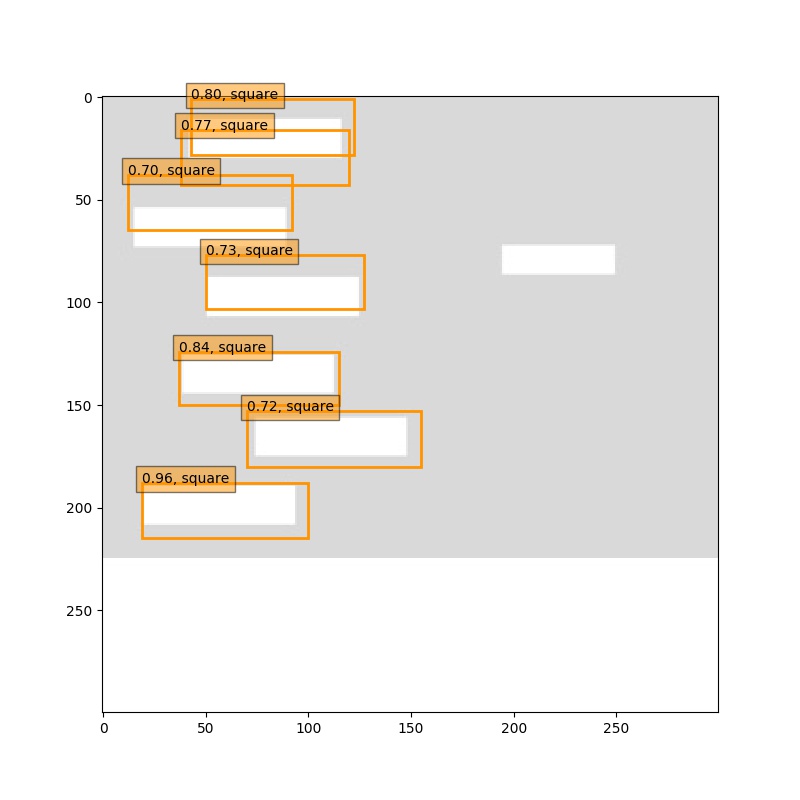 0.80, square
0
0.77, square
0.70, square
50
0.73, square
100
0.84, square
150
0.72, square
0.96, square
200
250
0 50 100 150 200 250